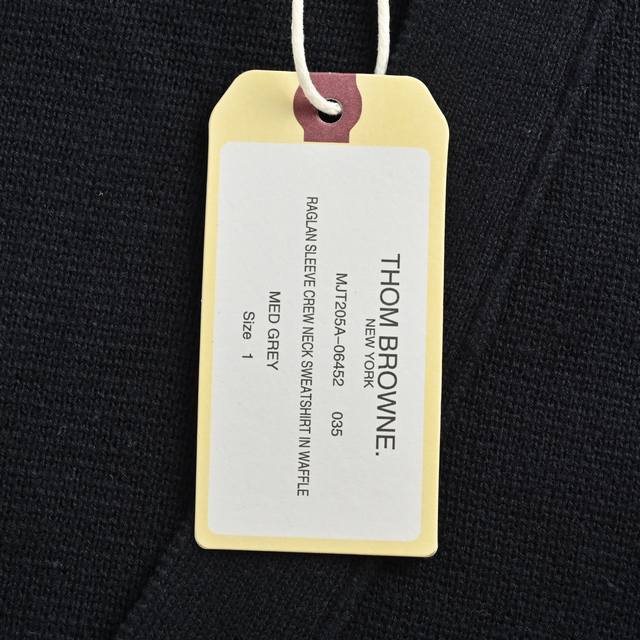 THOM BROWNE.
NEW YORK
MJT205A-06452 035
RAGLAN SLEEVE CREW NECK SWEATSHIRT IN WAFFLE
MED GREY
Size 1